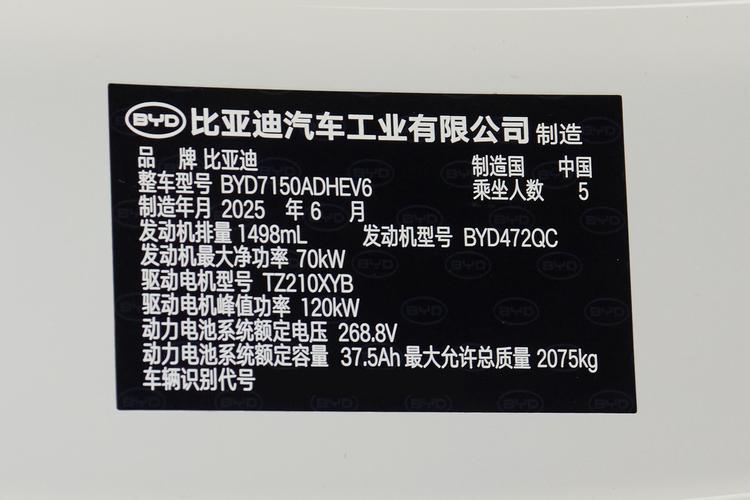 BYD 比亚迪汽车工业有限公司 制造
品 牌 比亚迪 制造国 中国
整车型号 BYD7150ADHEV6 乘坐人数 5
制造年月 2025 年 6 月
发动机排量 1498mL 发动机型号 BYD472QC
发动机最大净功率 70kW
驱动电机型号 TZ210XYB
驱动电机峰值功率 120kW
动力电池系统额定电压 268.8V
动力电池系统额定容量 37.5Ah 最大允许总质量 2075kg
车辆识别代号